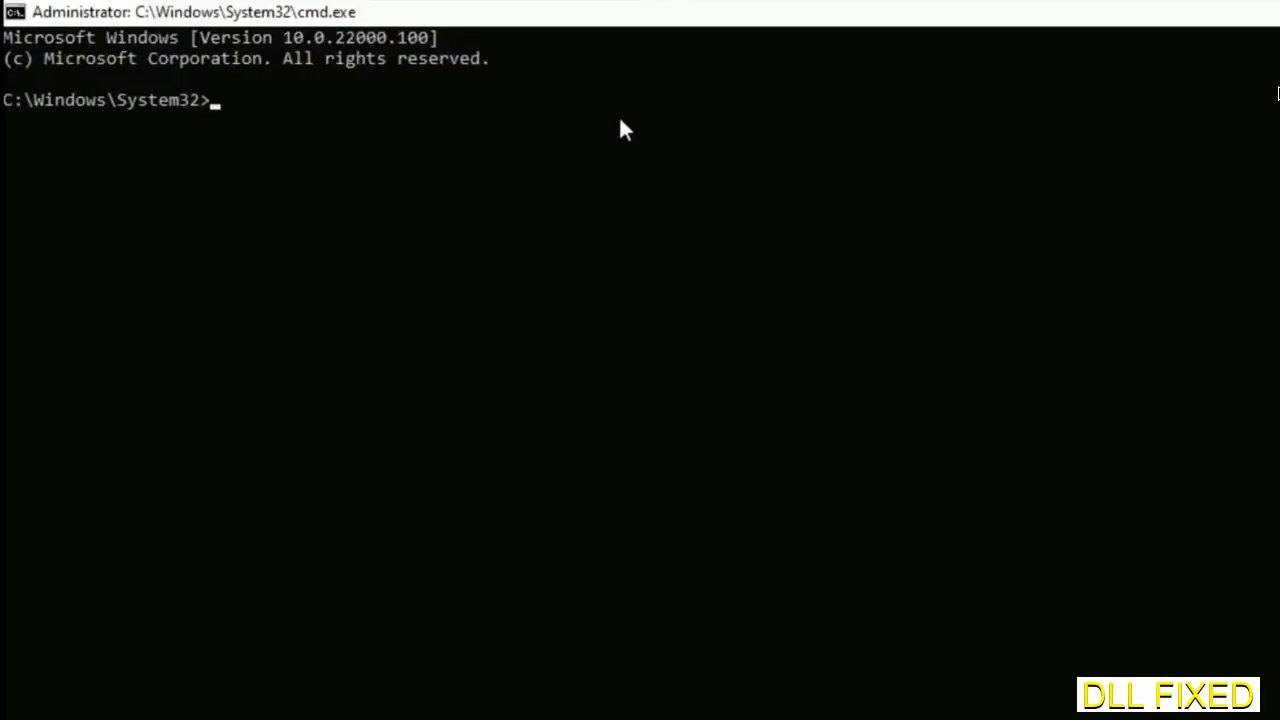 Administrator: C:\Windows\System32\cmd.exe
Microsoft Windows [Version 10.0.22000.100]
(c) Microsoft Corporation. All rights reserved.
C:\Windows\System32>
DLL FIXED